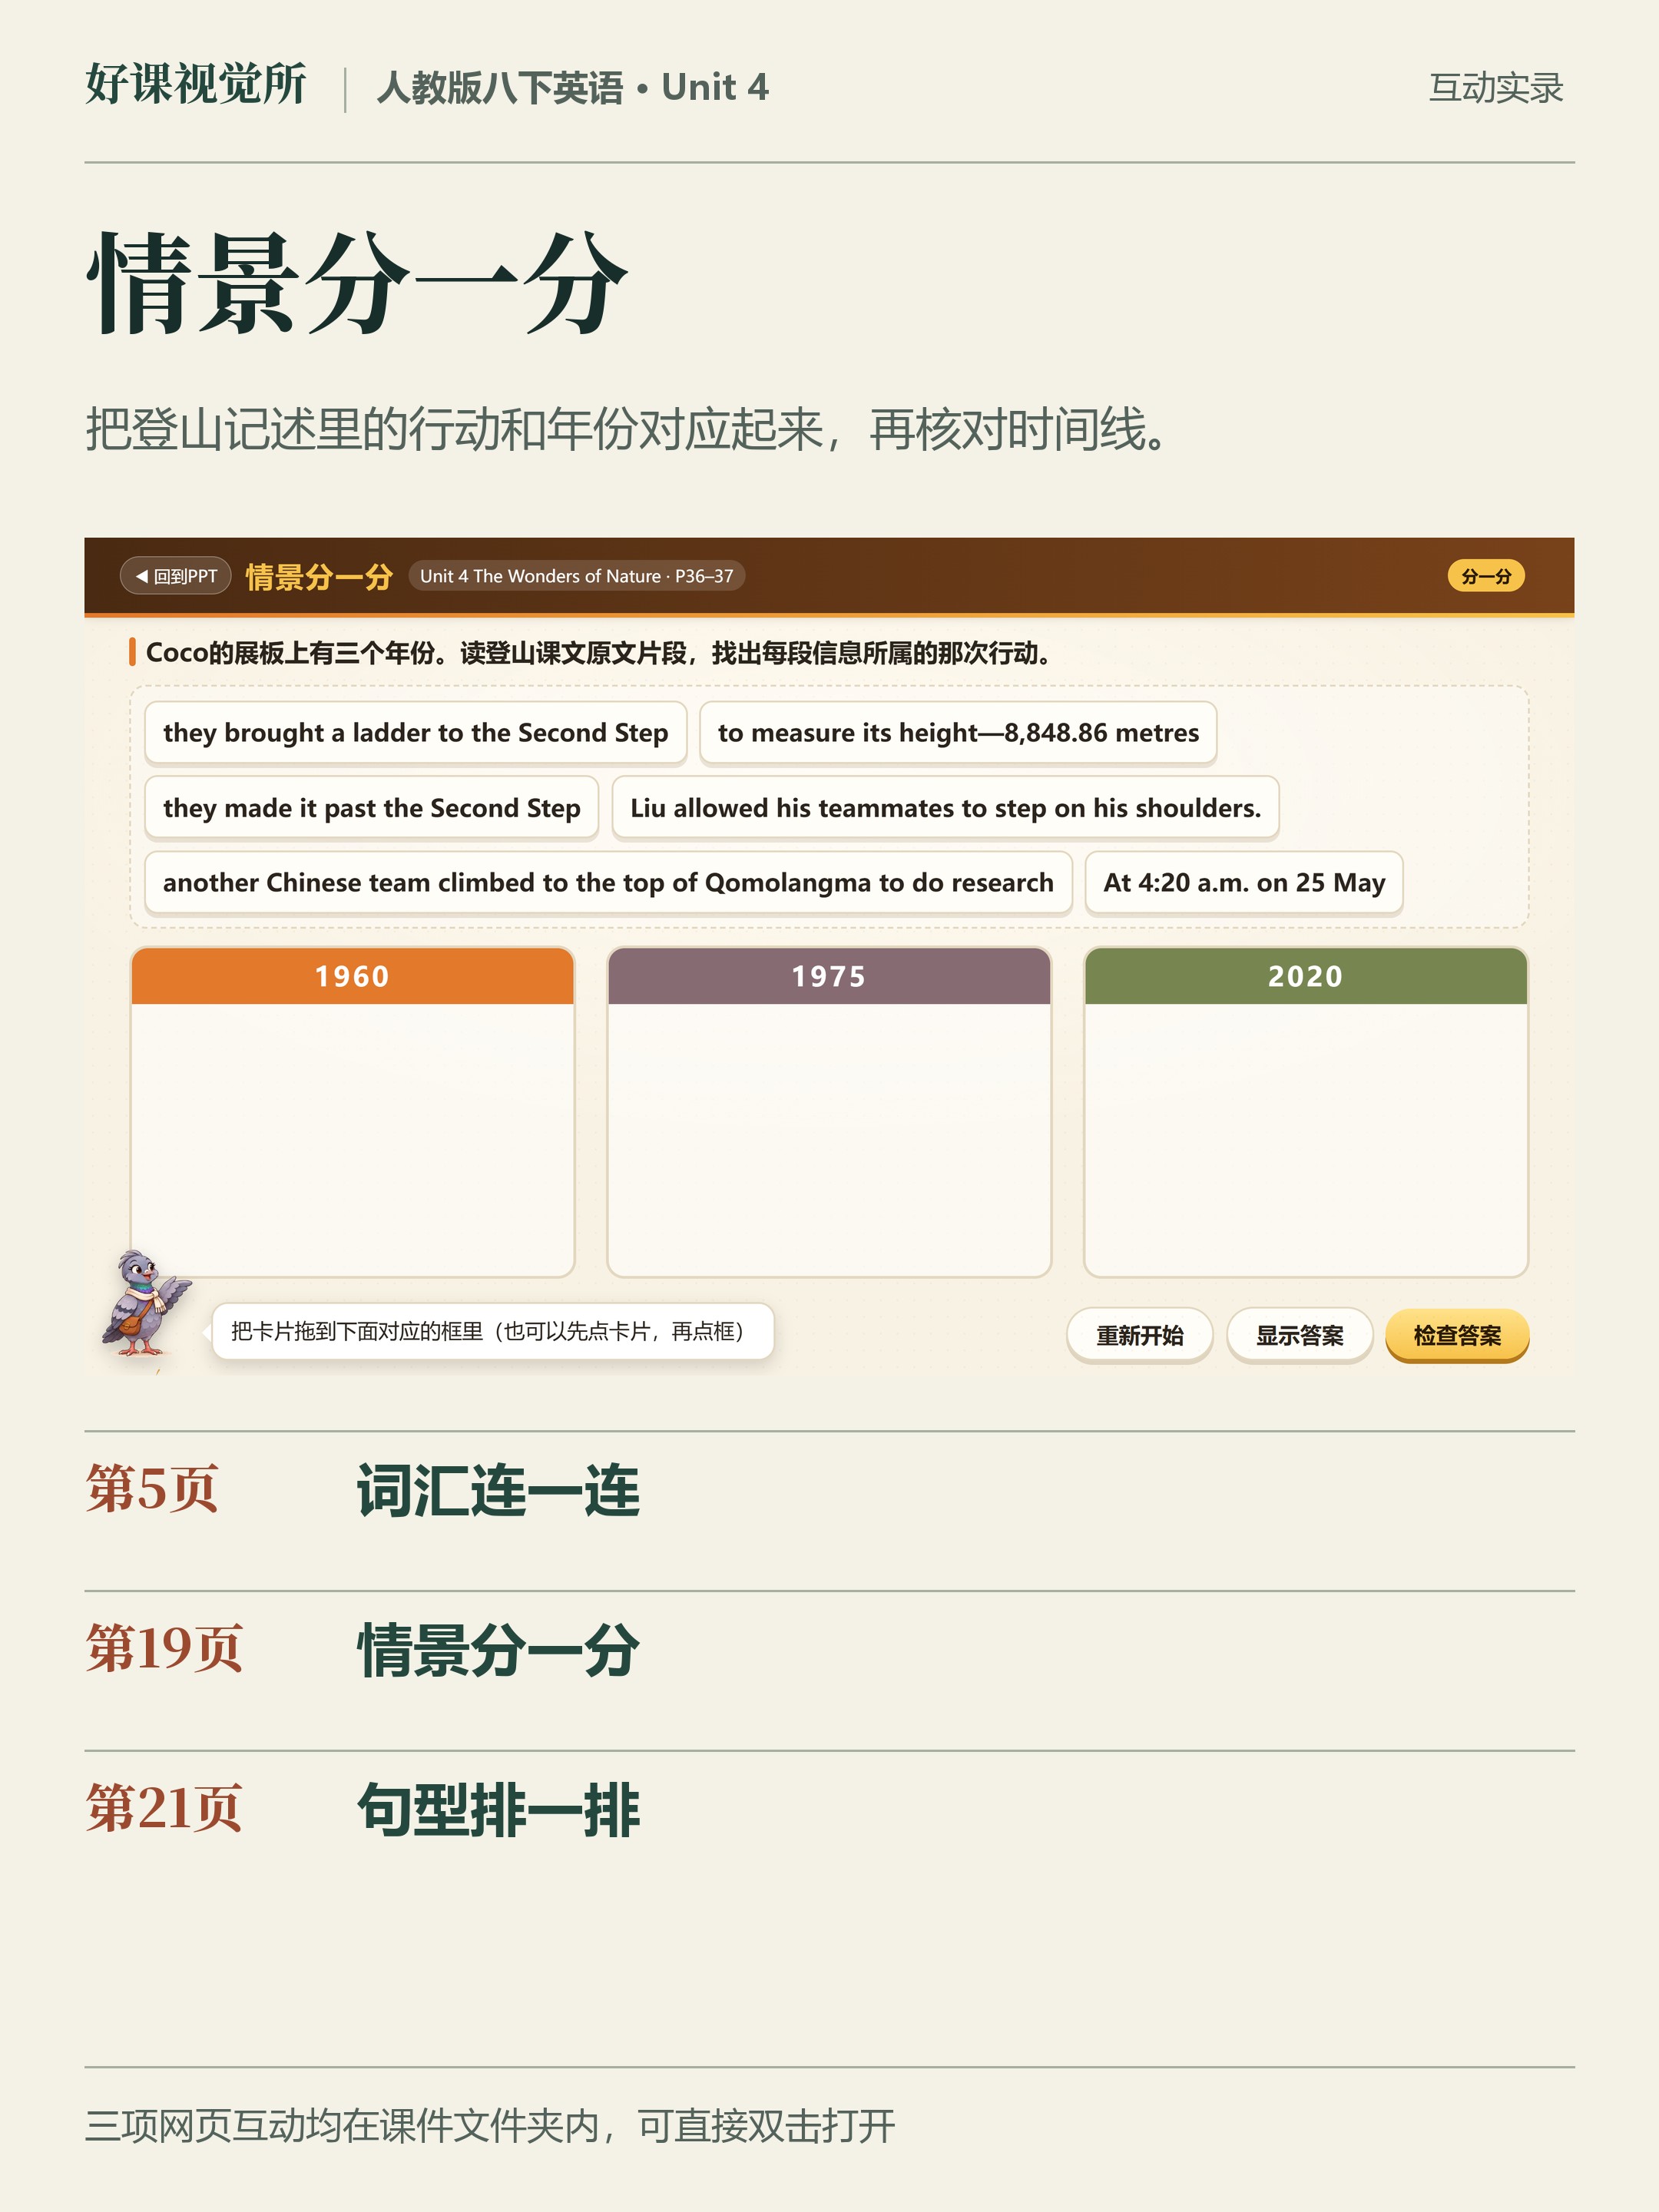 好课视觉所
人教版八下英语 • Unit 4
互动实录
情景分一分
把登山记述里的行动和年份对应起来，再核对时间线。
◀ 回到PPT
情景分一分
Unit 4 The Wonders of Nature · P36–37
分一分
Coco的展板上有三个年份。读登山课文原文片段，找出每段信息所属的那次行动。
they brought a ladder to the Second Step
to measure its height—8,848.86 metres
they made it past the Second Step
Liu allowed his teammates to step on his shoulders.
another Chinese team climbed to the top of Qomolangma to do research
At 4:20 a.m. on 25 May
1960
1975
2020
把卡片拖到下面对应的框里（也可以先点卡片，再点框）
重新开始
显示答案
检查答案
第5页
词汇连一连
第19页
情景分一分
第21页
句型排一排
三项网页互动均在课件文件夹内，可直接双击打开